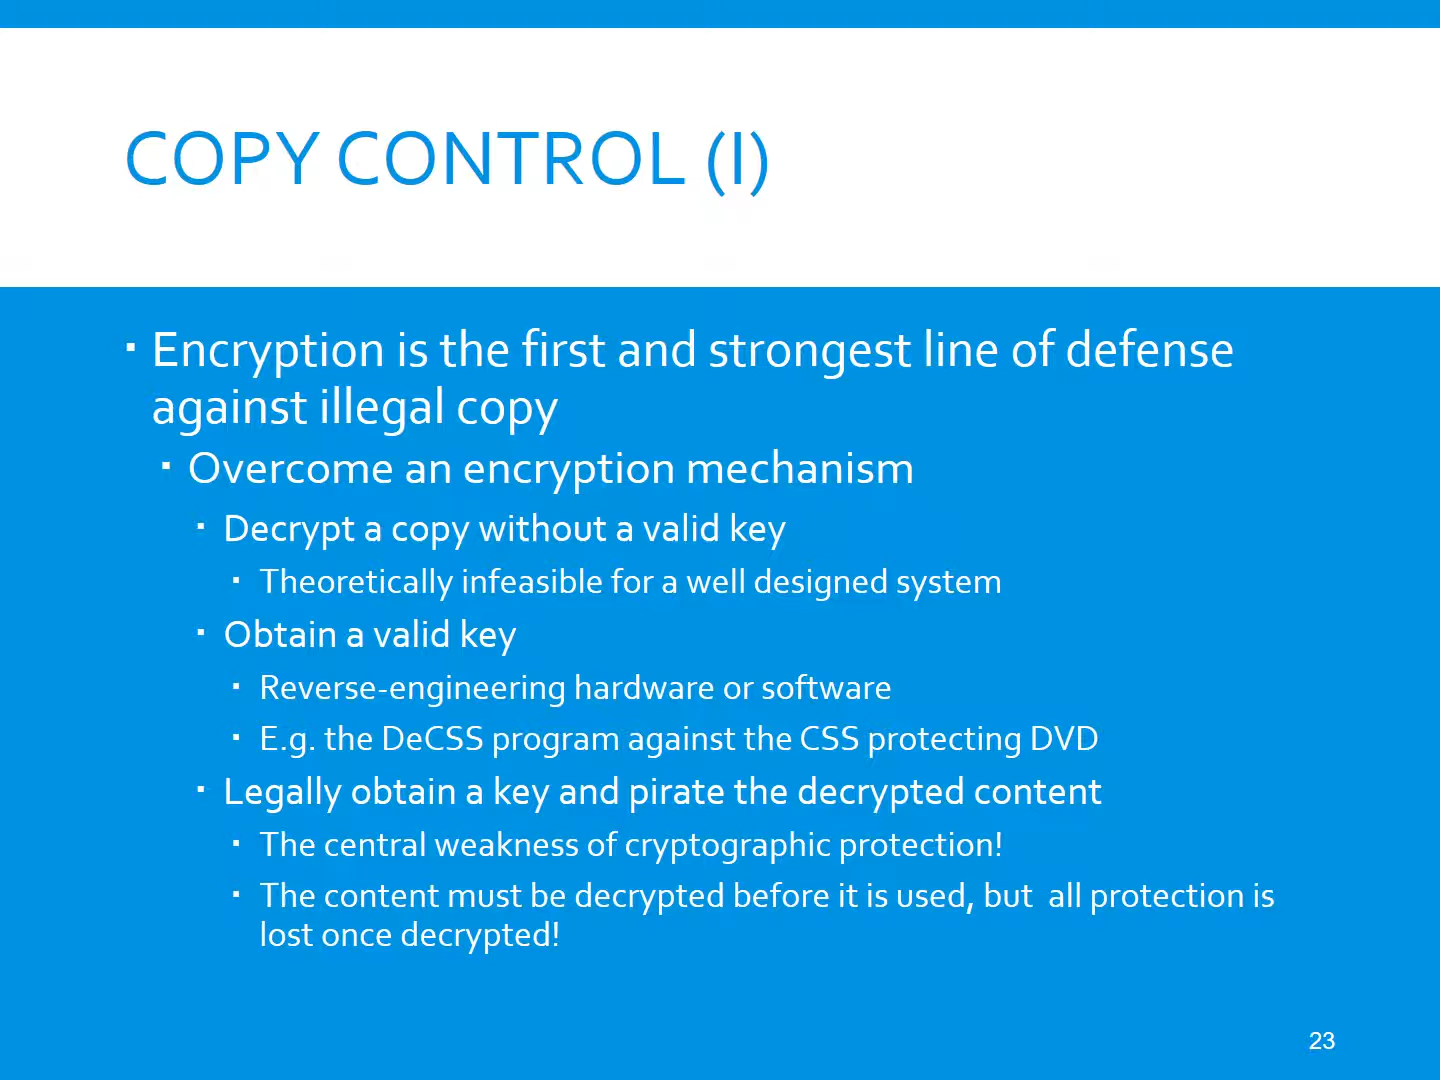 COPY CONTROL (I)
▪ Encryption is the first and strongest line of defense
against illegal copy
▪ Overcome an encryption mechanism
▪ Decrypt a copy without a valid key
▪ Theoretically infeasible for a well designed system
▪ Obtain a valid key
▪ Reverse-engineering hardware or software
▪ E.g. the DeCSS program against the CSS protecting DVD
▪ Legally obtain a key and pirate the decrypted content
▪ The central weakness of cryptographic protection!
▪ The content must be decrypted before it is used, but  all protection is
lost once decrypted!
23